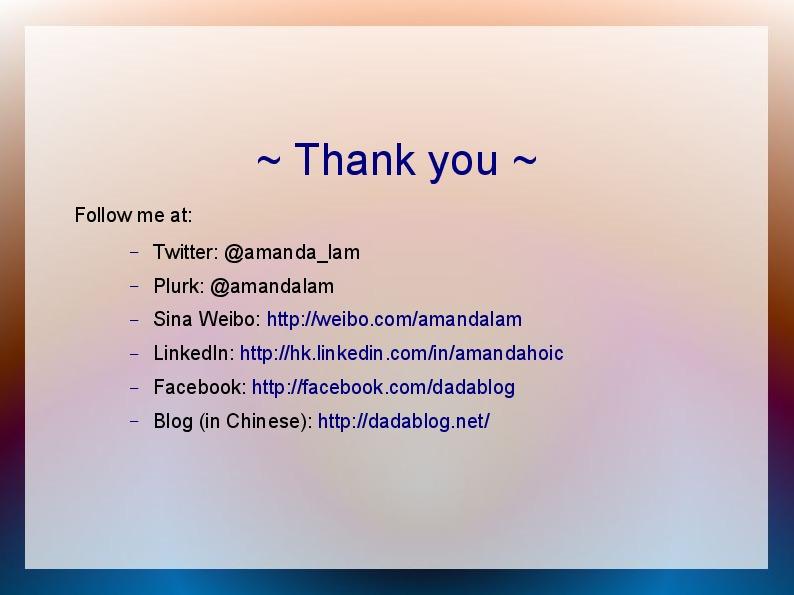 ~ Thank you ~
Follow me at:
– Twitter: @amanda_lam
– Plurk: @amandalam
– Sina Weibo: http://weibo.com/amandalam
– LinkedIn: http://hk.linkedin.com/in/amandahoic
– Facebook: http://facebook.com/dadablog
– Blog (in Chinese): http://dadablog.net/